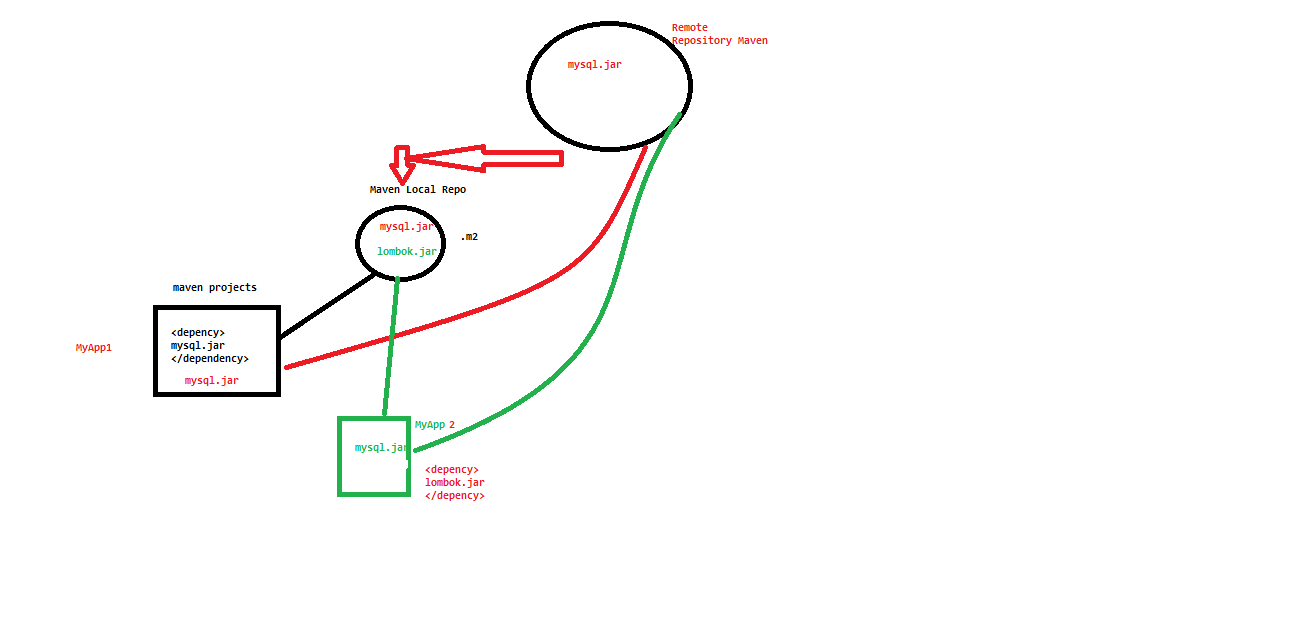 Remote
Repository Maven
mysql.jar
Maven Local Repo
mysql.jar
.m2
lombok.jar
maven projects
<depency>
mysql.jar
</dependency>
MyApp1
mysql.jar
MyApp 2
mysql.jar
<depency>
lombok.jar
</depency>